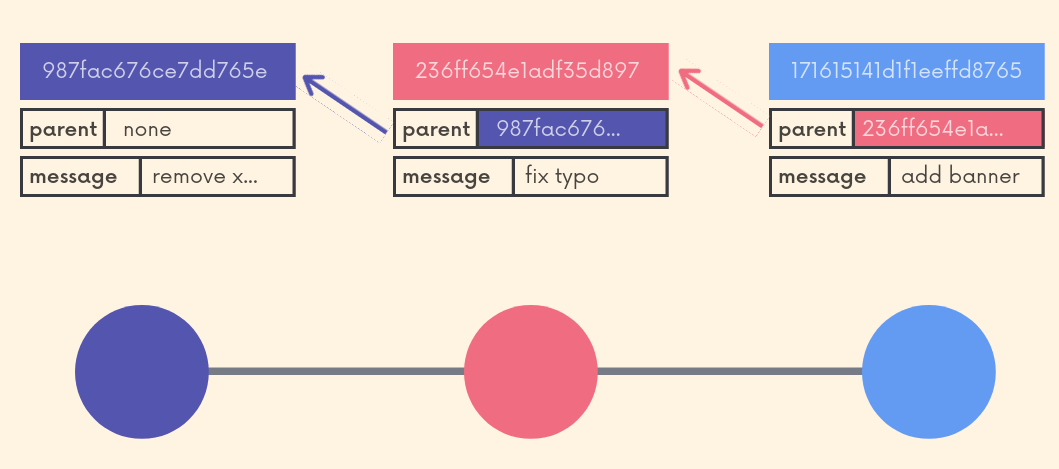 987fac676ce7dd765e
parent none
message remove x...
236ff654e1adf35d897
parent 987fac676...
message fix typo
171615141d1f1eeffd8765
parent 236ff654e1a...
message add banner